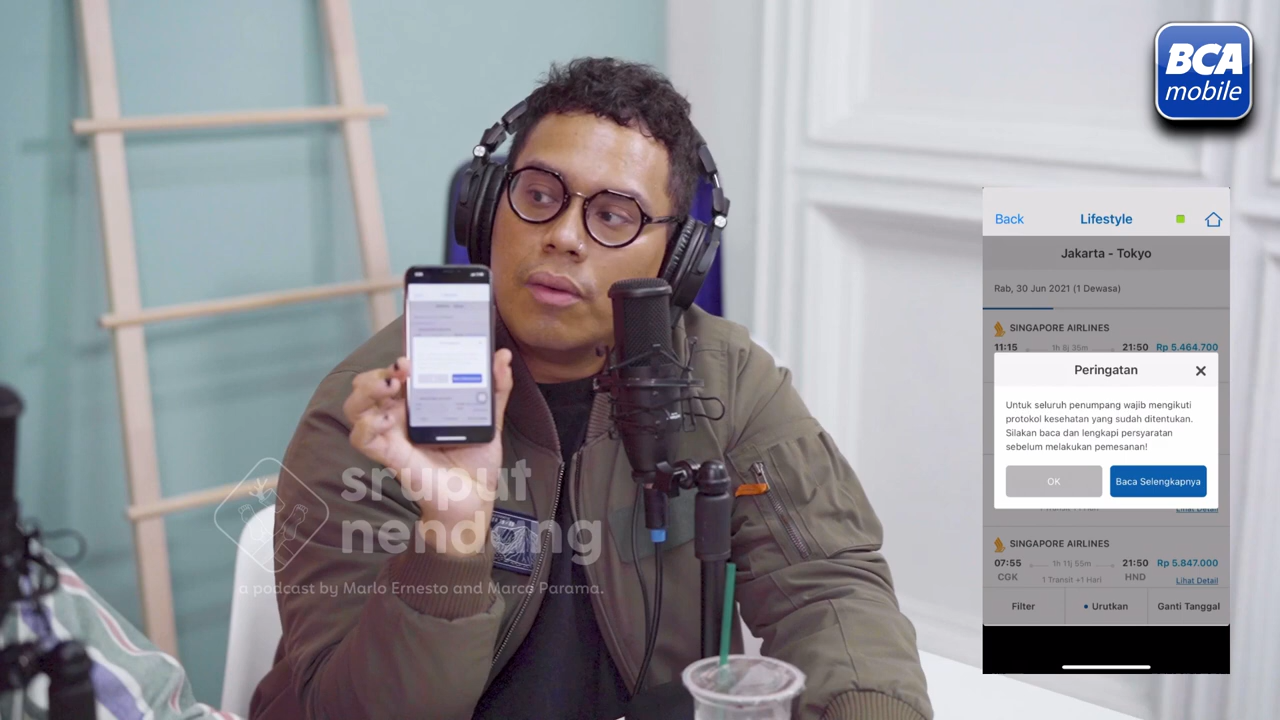 BCA
mobile
Back
Lifestyle
Jakarta - Tokyo
Rab, 30 Jun 2021 (1 Dewasa)
SINGAPORE AIRLINES
11:15
1h 8j 35m
21:50
Rp 5.464.700
Peringatan
Untuk seluruh penumpang wajib mengikuti
protokol kesehatan yang sudah ditentukan.
Silakan baca dan lengkapi persyaratan
sebelum melakukan pemesanan!
OK
Baca Selengkapnya
Lihat Detail
SINGAPORE AIRLINES
07:55
1h 11j 55m
21:50
Rp 5.847.000
CGK
1 Transit +1 Hari
HND
Lihat Detail
Filter
Urutkan
Ganti Tanggal
sruput
nendang
a podcast by Marlo Ernesto and Marco Parama.